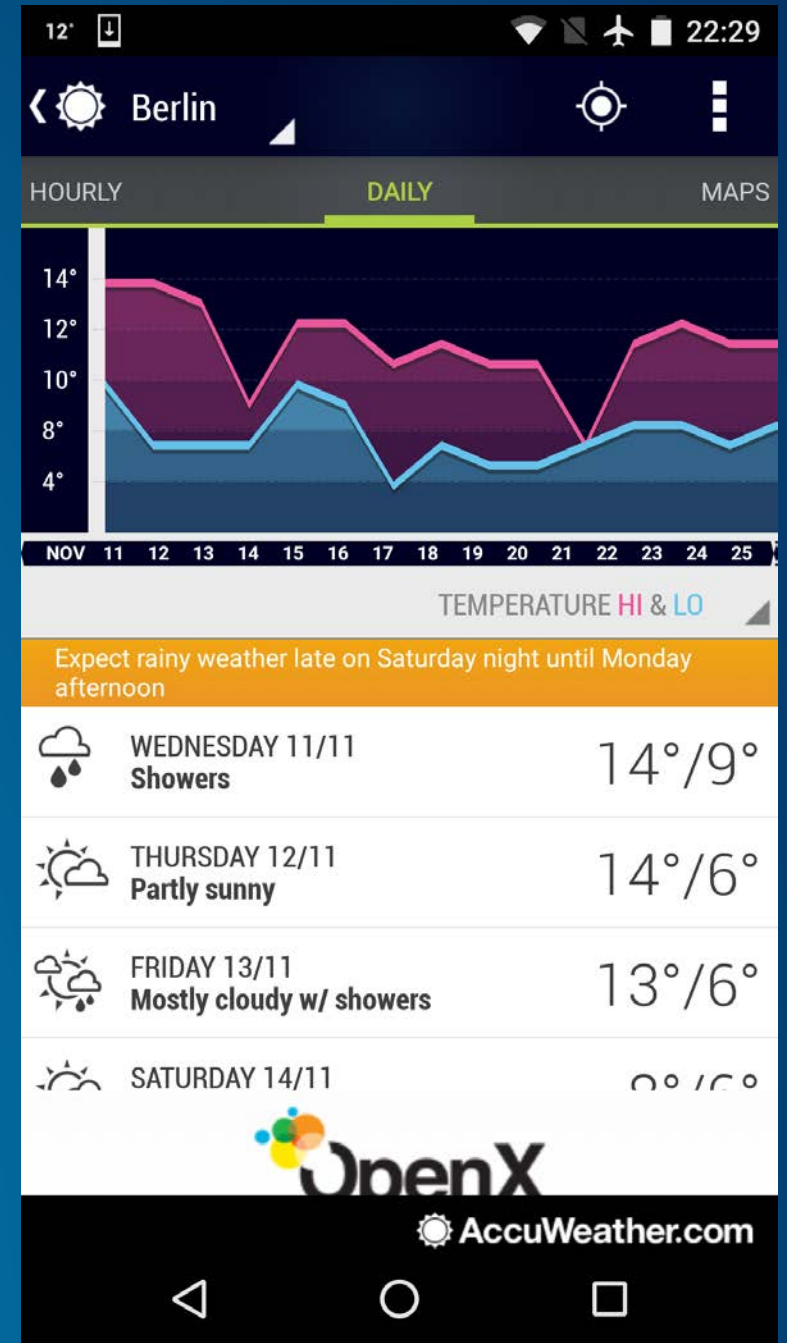 12° 22:29
Berlin
HOURLY DAILY MAPS
14°
12°
10°
8°
4°
NOV 11 12 13 14 15 16 17 18 19 20 21 22 23 24 25
TEMPERATURE HI & LO
Expect rainy weather late on Saturday night until Monday
afternoon
WEDNESDAY 11/11
Showers
14°/9°
THURSDAY 12/11
Partly sunny
14°/6°
FRIDAY 13/11
Mostly cloudy w/ showers
13°/6°
SATURDAY 14/11
OpenX
AccuWeather.com